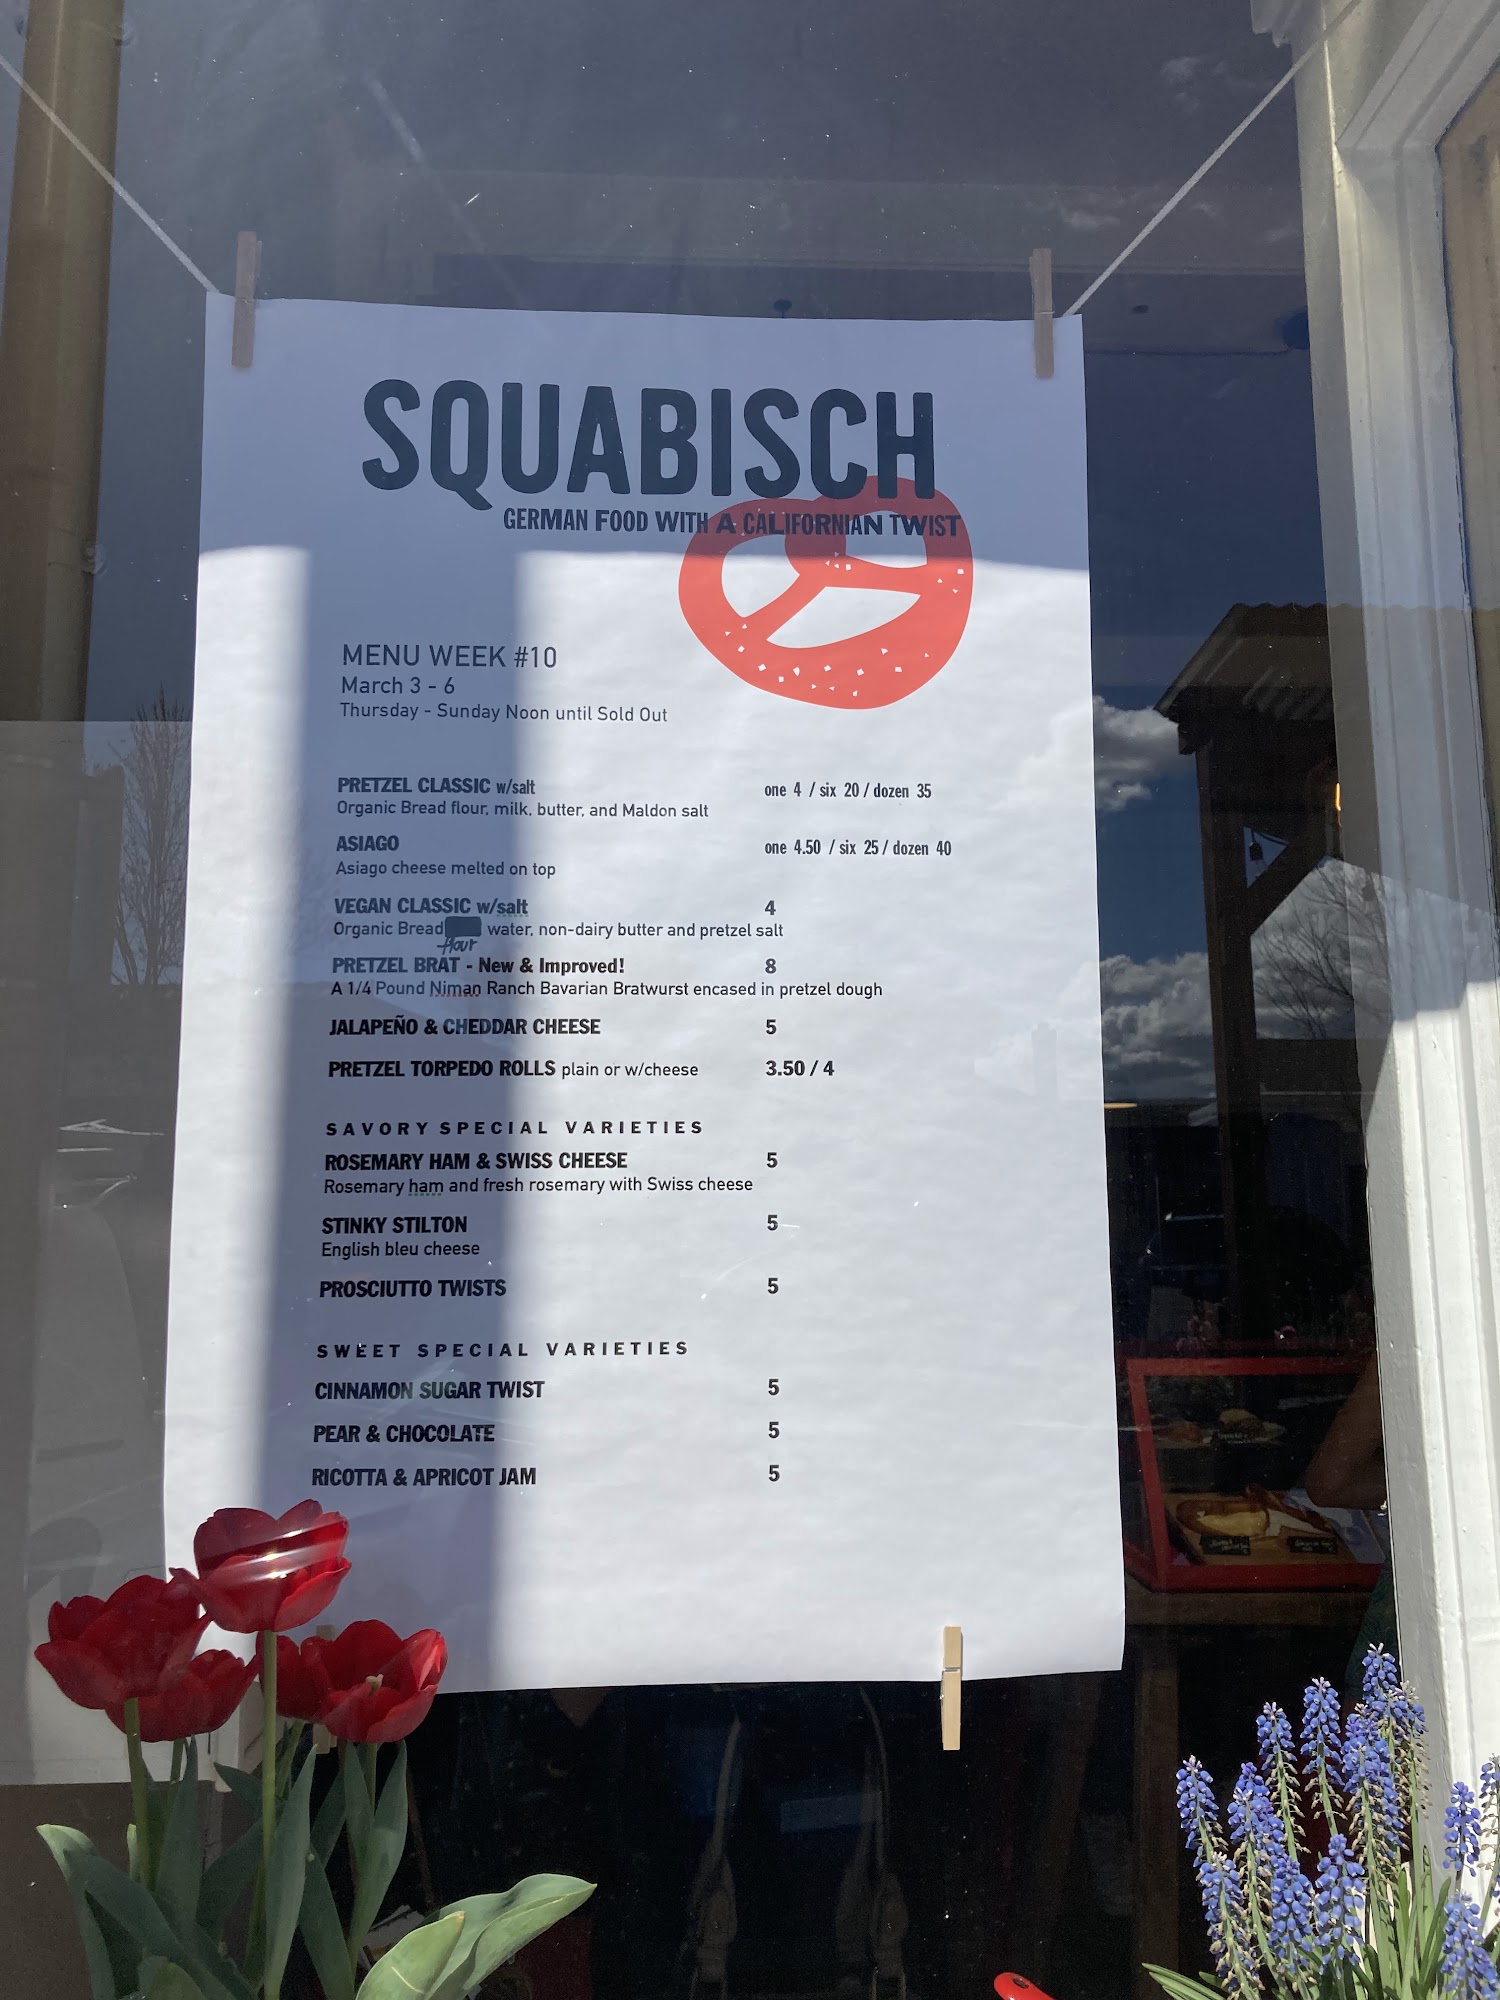 SQUABISCH
GERMAN FOOD WITH A CALIFORNIAN TWIST
MENU WEEK #10
March 3 - 6
Thursday - Sunday Noon until Sold Out
PRETZEL CLASSIC w/salt one 4 / six 20 / dozen 35
Organic Bread flour, milk, butter, and Maldon salt
ASIAGO one 4.50 / six 25 / dozen 40
Asiago cheese melted on top
VEGAN CLASSIC w/salt 4
Organic Bread water, non-dairy butter and pretzel salt
flour
PRETZEL BRAT - New & Improved! 8
A 1/4 Pound Niman Ranch Bavarian Bratwurst encased in pretzel dough
JALAPEÑO & CHEDDAR CHEESE 5
PRETZEL TORPEDO ROLLS plain or w/cheese 3.50 / 4
SAVORY SPECIAL VARIETIES
ROSEMARY HAM & SWISS CHEESE 5
Rosemary ham and fresh rosemary with Swiss cheese
STINKY STILTON 5
English bleu cheese
PROSCIUTTO TWISTS 5
SWEET SPECIAL VARIETIES
CINNAMON SUGAR TWIST 5
PEAR & CHOCOLATE 5
RICOTTA & APRICOT JAM 5